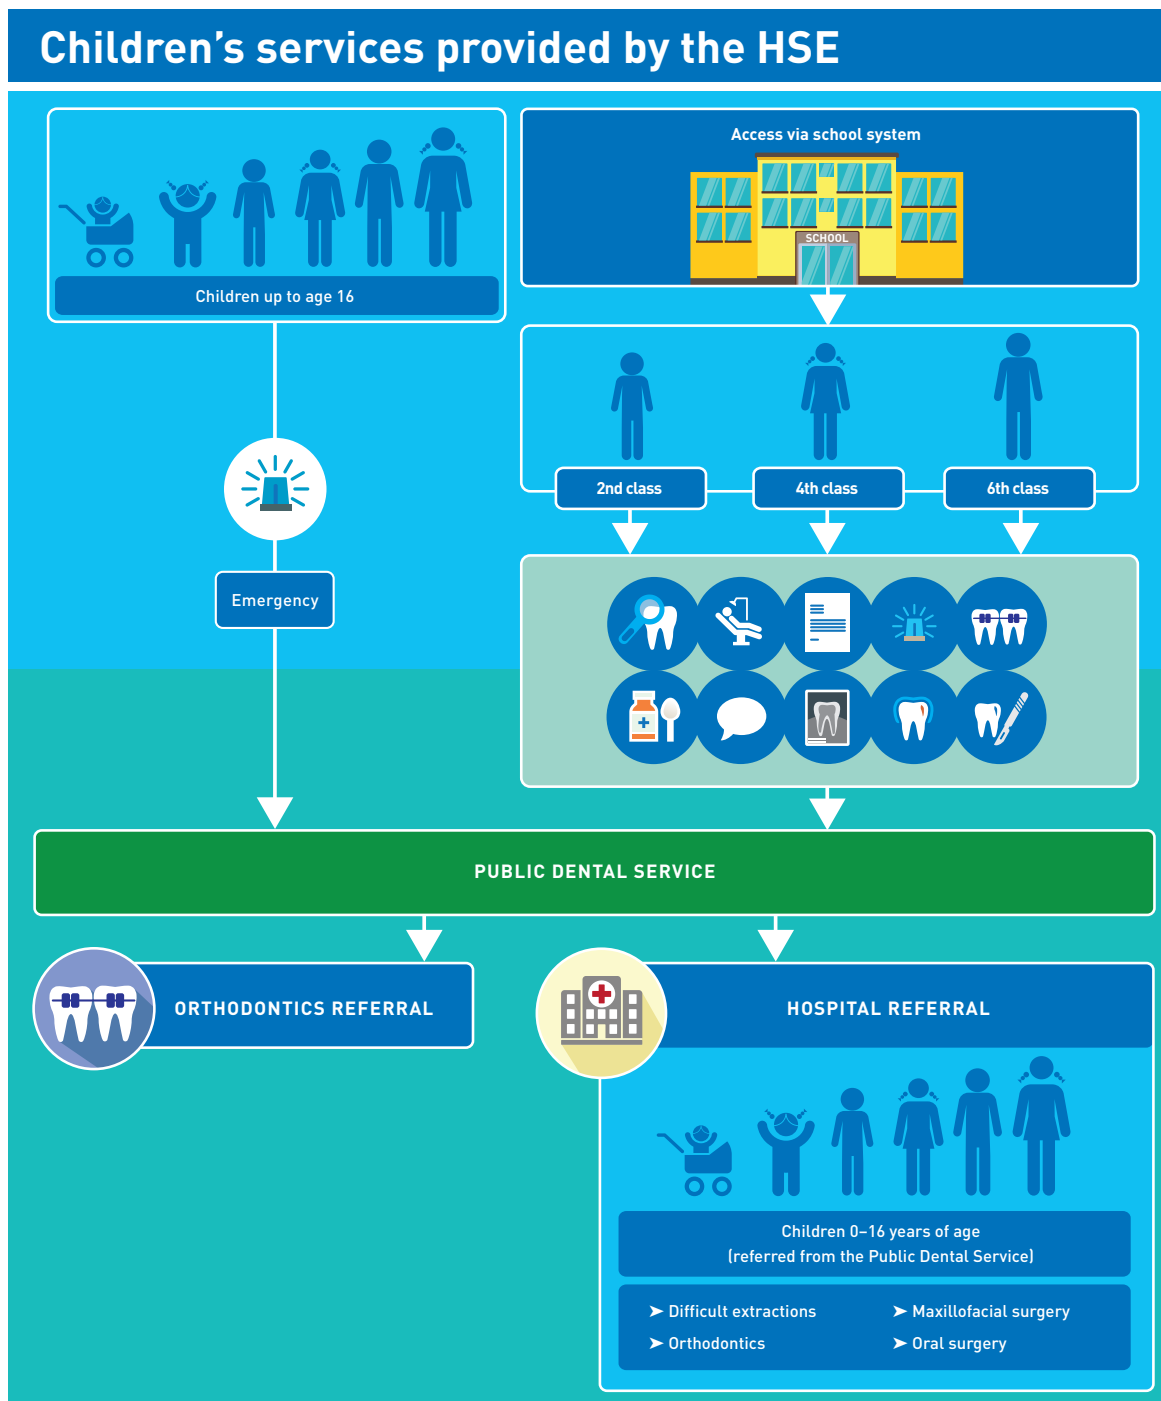 Children’s services provided by the HSE
Children up to age 16
Access via school system
SCHOOL
2nd class
4th class
6th class
Emergency
PUBLIC DENTAL SERVICE
ORTHODONTICS REFERRAL
HOSPITAL REFERRAL
Children 0–16 years of age
(referred from the Public Dental Service)
➤ Difficult extractions
➤ Orthodontics
➤ Maxillofacial surgery
➤ Oral surgery